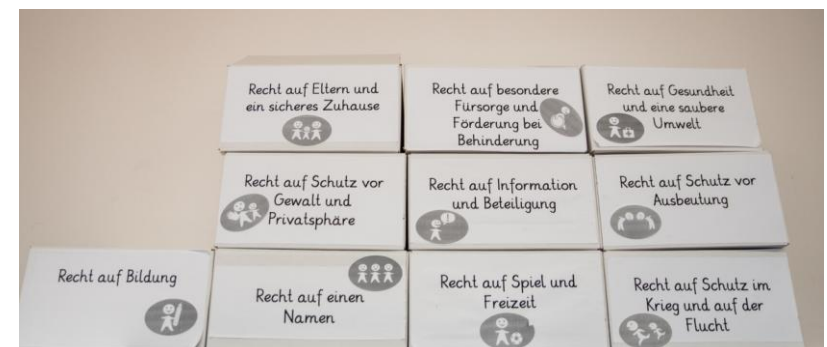 Recht auf Eltern und
ein sicheres Zuhause
Recht auf besondere
Fürsorge und
Förderung bei
Behinderung
Recht auf Gesundheit
und eine saubere
Umwelt
Recht auf Schutz vor
Gewalt und
Privatsphäre
Recht auf Information
und Beteiligung
Recht auf Schutz vor
Ausbeutung
Recht auf Bildung
Recht auf einen
Namen
Recht auf Spiel und
Freizeit
Recht auf Schutz im
Krieg und auf der
Flucht